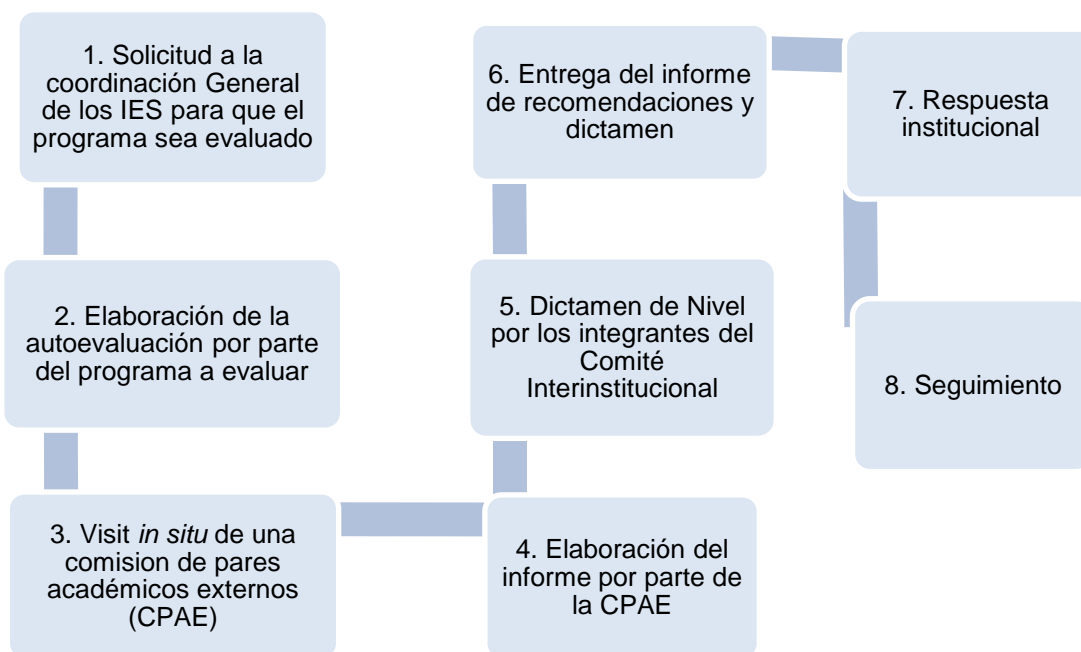 1. Solicitud a la
coordinación General
de los IES para que el
programa sea evaluado
2. Elaboración de la
autoevaluación por parte
del programa a evaluar
3. Visit in situ de una
comision de pares
académicos externos
(CPAE)
4. Elaboración del
informe por parte de
la CPAE
5. Dictamen de Nivel
por los integrantes del
Comité
Interinstitucional
6. Entrega del informe
de recomendaciones y
dictamen
7. Respuesta
institucional
8. Seguimiento